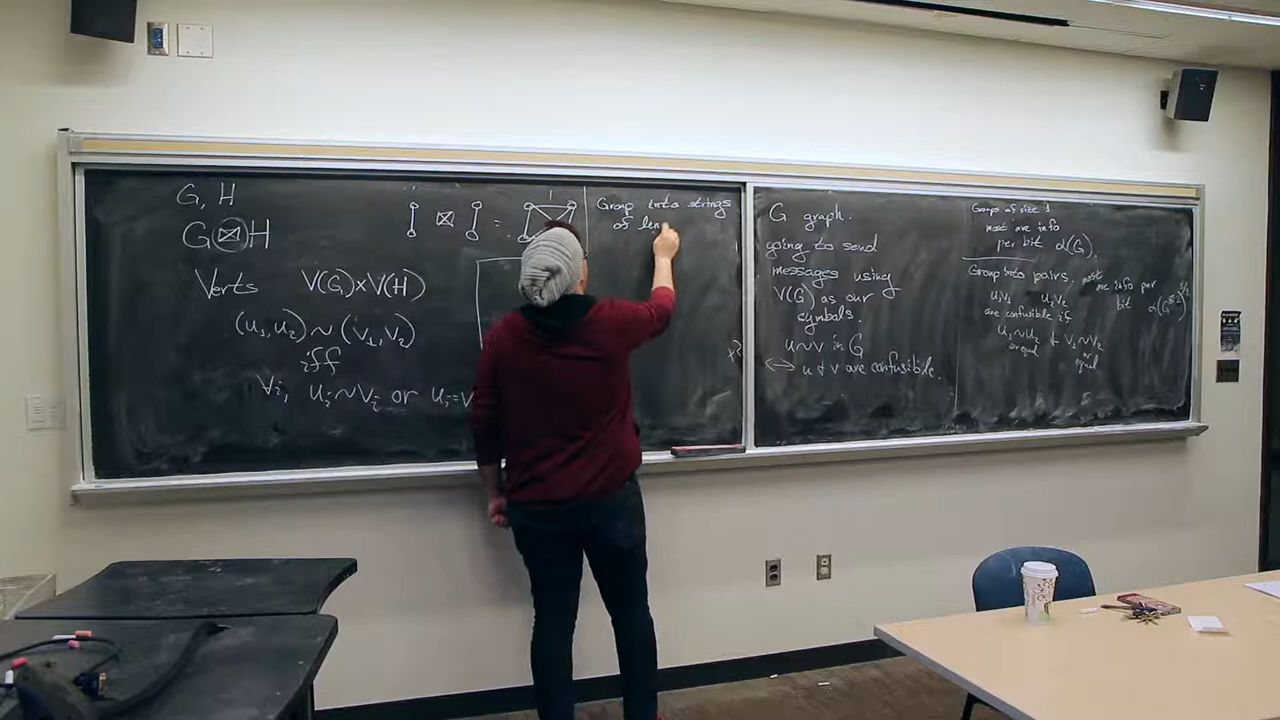 G, H
G⊠H
Verts V(G)×V(H)
(u₁,u₂)~(v₁,v₂)
iff
∀i, uᵢ~vᵢ or uᵢ=v
⊠ =
Group into strings
of len
G graph.
going to send
messages using
V(G) as our
symbols.
u~v in G
⟺ u & v are confusible.
Groups of size 1
most are info
per bit α(G).
Group into pairs. most
u₁v₁ u₂v₂ info per
are confusible if bit α(G^⊠2)^1/2
u₁~u₂ & v₁~v₂
or equal or
equal